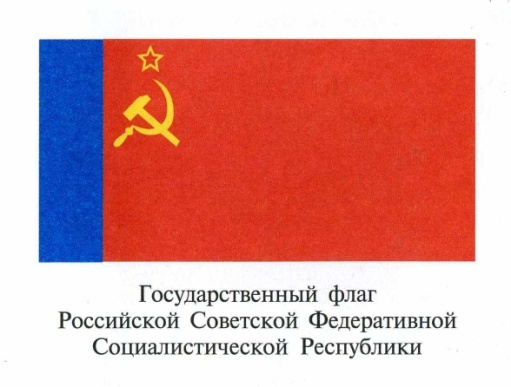 Государственный флаг
Российской Советской Федеративной
Социалистической Республики